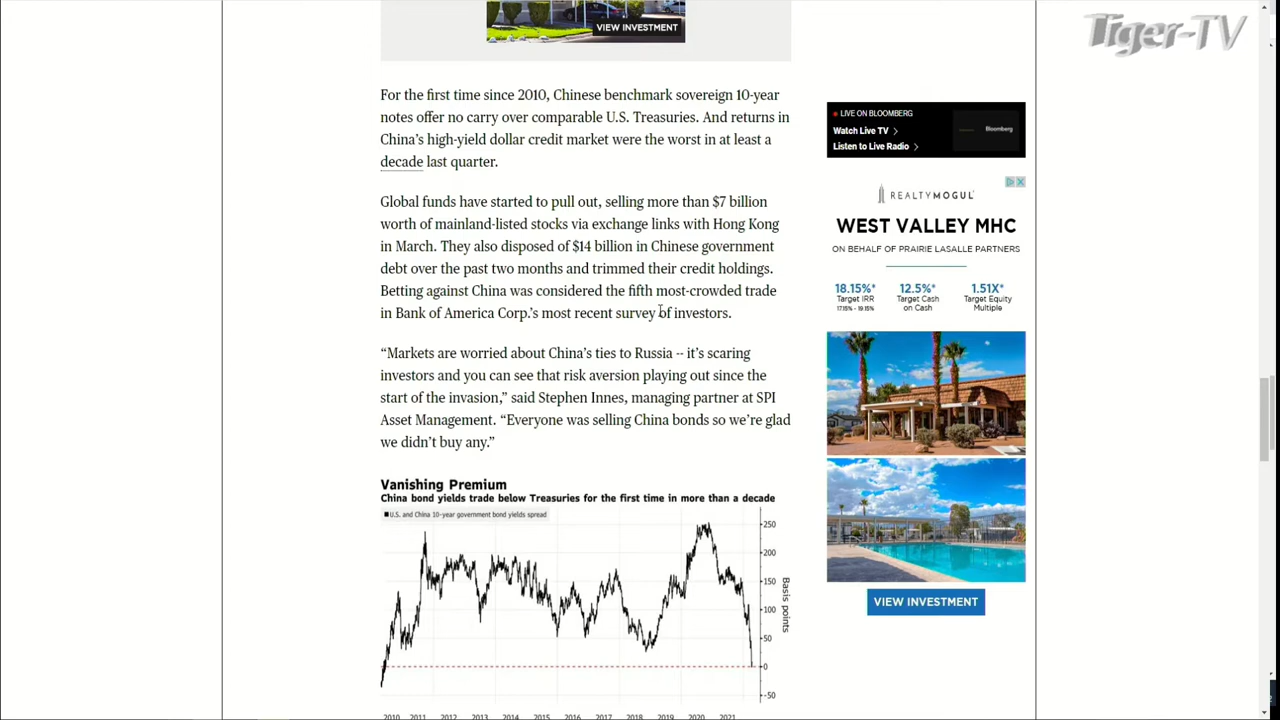 Tiger-TV
VIEW INVESTMENT
For the first time since 2010, Chinese benchmark sovereign 10-year
notes offer no carry over comparable U.S. Treasuries. And returns in
China's high-yield dollar credit market were the worst in at least a
decade last quarter.
Global funds have started to pull out, selling more than $7 billion
worth of mainland-listed stocks via exchange links with Hong Kong
in March. They also disposed of $14 billion in Chinese government
debt over the past two months and trimmed their credit holdings.
Betting against China was considered the fifth most-crowded trade
in Bank of America Corp.'s most recent survey of investors.
“Markets are worried about China's ties to Russia -- it's scaring
investors and you can see that risk aversion playing out since the
start of the invasion,” said Stephen Innes, managing partner at SPI
Asset Management. “Everyone was selling China bonds so we're glad
we didn't buy any.”
Vanishing Premium
China bond yields trade below Treasuries for the first time in more than a decade
U.S. and China 10-year government bond yields spread
250
200
150
100
50
0
-50
Basis points
2010 2011 2012 2013 2014 2015 2016 2017 2018 2019 2020 2021
LIVE ON BLOOMBERG
Watch Live TV
Listen to Live Radio
Bloomberg
REALTYMOGUL
WEST VALLEY MHC
ON BEHALF OF PRAIRIE LASALLE PARTNERS
18.15%* 12.5%* 1.51X*
Target IRR Target Cash Target Equity
17.15% - 19.15% on Cash Multiple
VIEW INVESTMENT